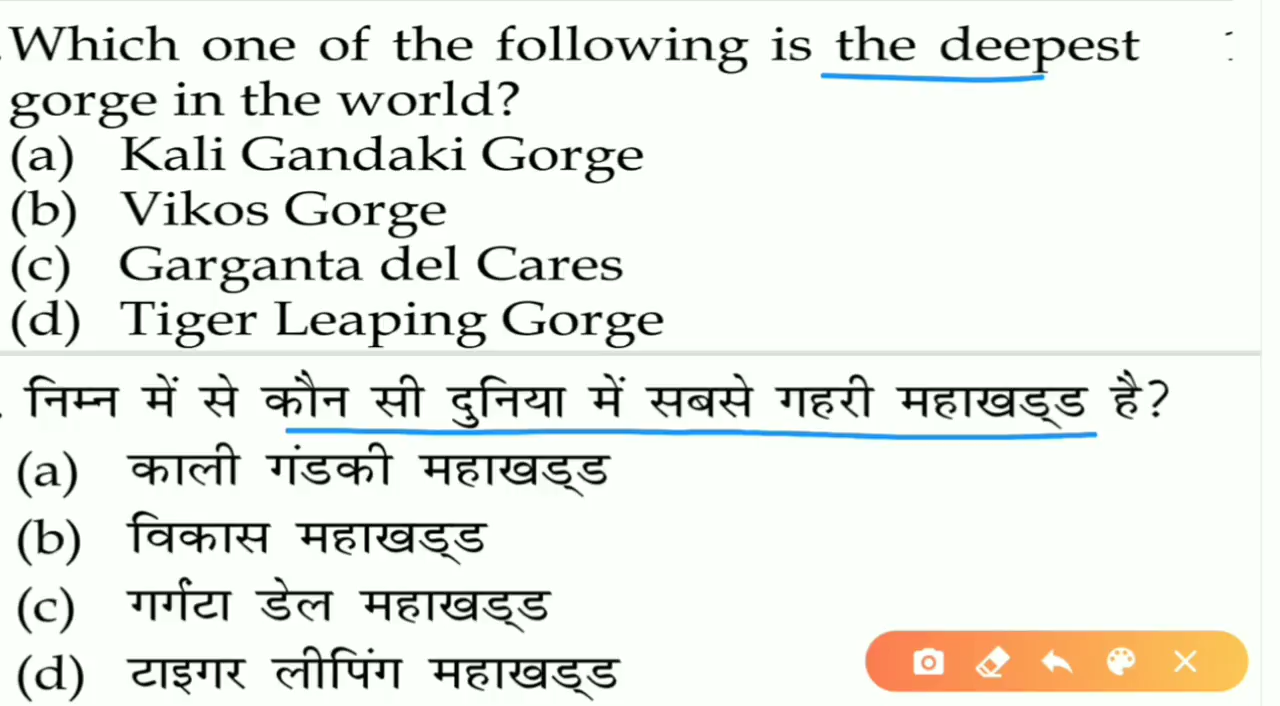 Which one of the following is the deepest
gorge in the world?
(a) Kali Gandaki Gorge
(b) Vikos Gorge
(c) Garganta del Cares
(d) Tiger Leaping Gorge
निम्न में से कौन सी दुनिया में सबसे गहरी महाखड्ड है?
(a) काली गंडकी महाखड्ड
(b) विकास महाखड्ड
(c) गर्गटा डेल महाखड्ड
(d) टाइगर लीपिंग महाखड्ड